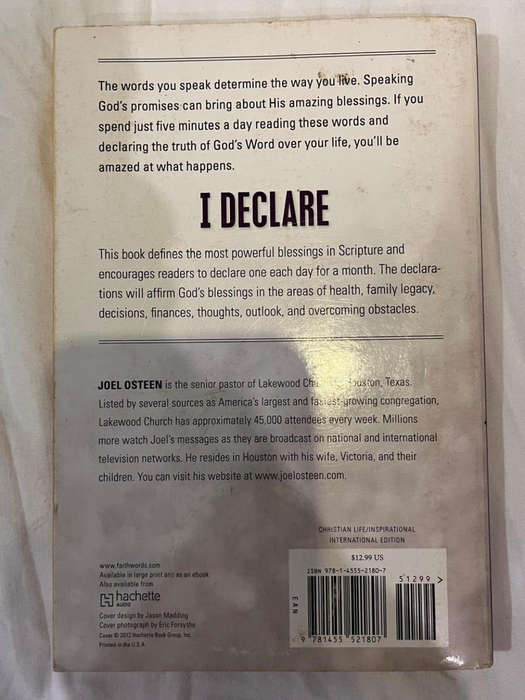 The words you speak determine the way you live. Speaking
God's promises can bring about His amazing blessings. If you
spend just five minutes a day reading these words and
declaring the truth of God's Word over your life, you'll be
amazed at what happens.
I DECLARE
This book defines the most powerful blessings in Scripture and
encourages readers to declare one each day for a month. The declara-
tions will affirm God's blessings in the areas of health, family legacy,
decisions, finances, thoughts, outlook, and overcoming obstacles.
JOEL OSTEEN is the senior pastor of Lakewood Houston, Texas.
Listed by several sources as America's largest and fastest-growing congregation,
Lakewood Church has approximately 45,000 attendees every week. Millions
more watch Joel's messages as they are broadcast on national and international
television networks. He resides in Houston with his wife, Victoria, and their
children. You can visit his website at www.joelosteen.com.
CHRISTIAN LIFE/INSPIRATIONAL
INTERNATIONAL EDITION
$12.99 US
ISBN 978-1-4555-2180-7
51299 >
EAN
9 781455 521807
www.faithwords.com
Available in large print and as an ebook
Also available from
hachette
AUDIO
Cover design by Jason Madding
Cover photograph by Eric Forsythe
Cover © 2012 Hachette Book Group, Inc.
Printed in the U.S.A.